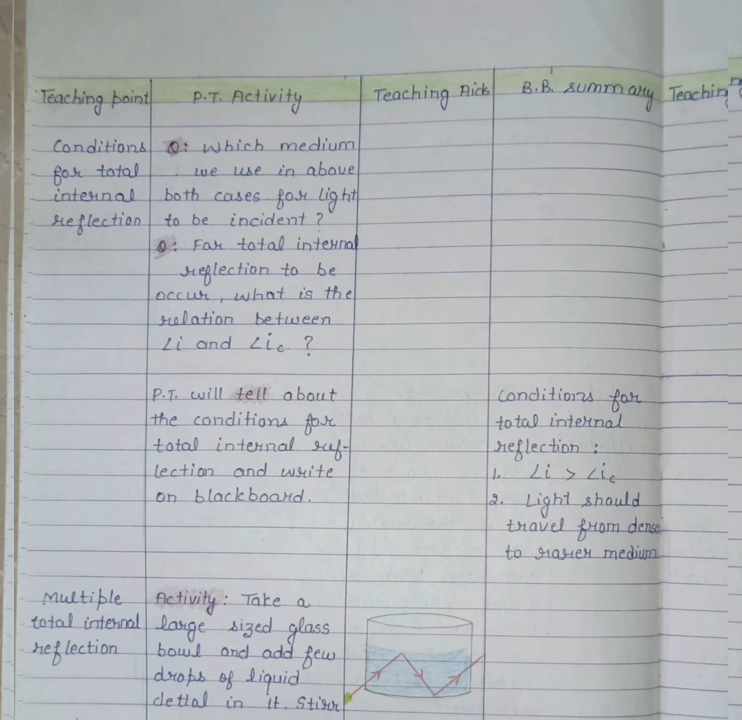 Teaching point
P.T. Activity
Teaching Aids
B.B. summary
Teaching
Conditions
for total
internal
reflection
Q: Which medium
we use in above
both cases for light
to be incident ?
Q: For total internal
reflection to be
occur, what is the
relation between
∠i and ∠ic ?
P.T. will tell about
the conditions for
total internal ref-
lection and write
on blackboard.
Conditions for
total internal
reflection :
1. ∠i > ∠ic
2. Light should
travel from dense
to rarer medium
Multiple
total internal
reflection
Activity: Take a
large sized glass
bowl and add few
drops of liquid
dettal in it. Stirr